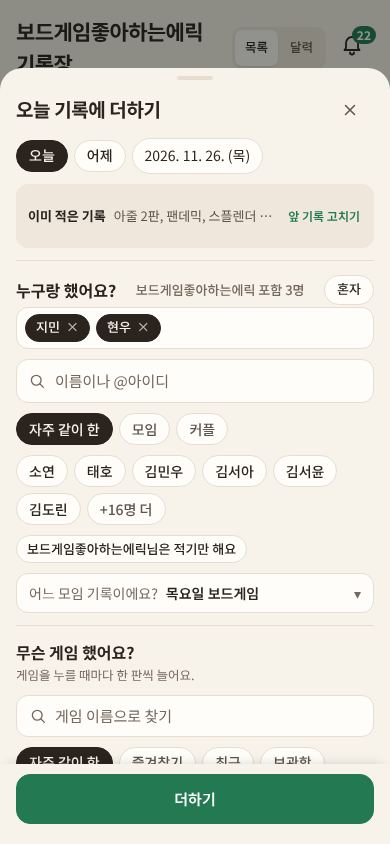 보드게임좋아하는에릭
기록장
목록 달력
22
오늘 기록에 더하기
오늘 어제 2026. 11. 26. (목)
이미 적은 기록 아줄 2판, 팬데믹, 스플렌더 ⋯ 앞 기록 고치기
누구랑 했어요? 보드게임좋아하는에릭 포함 3명 혼자
지민 × 현우 ×
이름이나 @아이디
자주 같이 한 모임 커플
소연 태호 김민우 김서아 김서윤
김도린 +16명 더
보드게임좋아하는에릭님은 적기만 해요
어느 모임 기록이에요? 목요일 보드게임 ▼
무슨 게임 했어요?
게임을 누를 때마다 한 판씩 늘어요.
게임 이름으로 찾기
자주 같이 한 즐겨찾기 최근 보관함
더하기